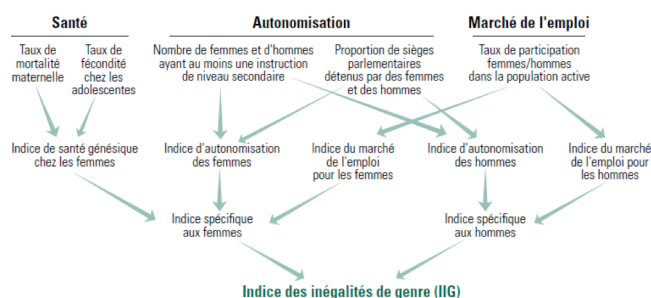 Santé
Autonomisation
Marché de l'emploi
Taux de
mortalité
maternelle
Taux de
fécondité
chez les
adolescentes
Nombre de femmes et d'hommes
ayant au moins une instruction
de niveau secondaire
Proportion de sièges
parlementaires
détenus par des femmes
et des hommes
Taux de participation
femmes/hommes
dans la population active
Indice de santé génésique
chez les femmes
Indice d'autonomisation
des femmes
Indice du marché
de l'emploi
pour les femmes
Indice d'autonomisation
des hommes
Indice du marché
de l'emploi pour
les hommes
Indice spécifique
aux femmes
Indice spécifique
aux hommes
Indice des inégalités de genre (IIG)